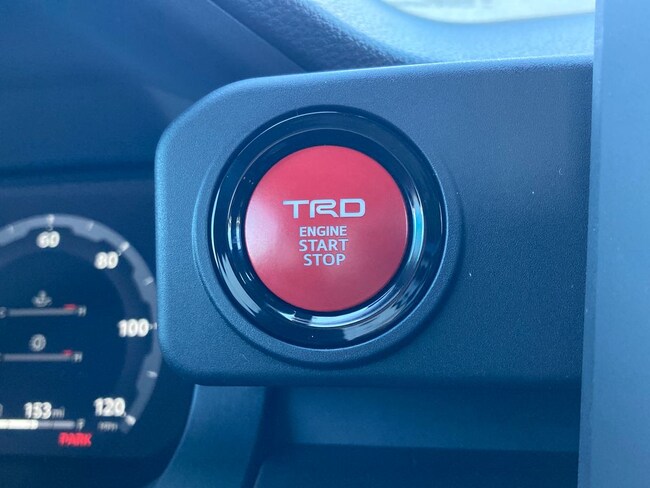 TRD
ENGINE
START
STOP
60
80
100
120
153 mi
PARK
H
H
F